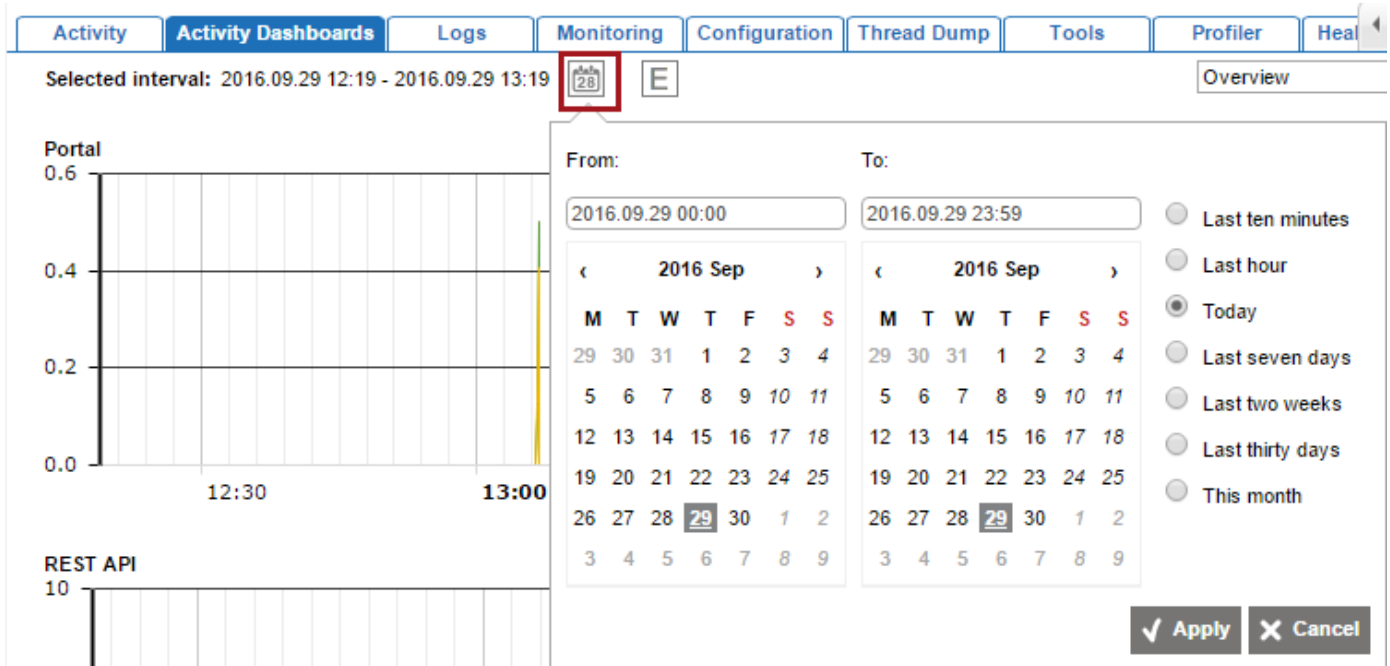 Activity Activity Dashboards Logs Monitoring Configuration Thread Dump Tools Profiler Heal
Selected interval: 2016.09.29 12:19 - 2016.09.29 13:19 28 E Overview
Portal
0.6
0.4
0.2
0.0
12:30 13:00
REST API
10
From: To:
2016.09.29 00:00 2016.09.29 23:59
‹ 2016 Sep › ‹ 2016 Sep ›
M T W T F S S M T W T F S S
29 30 31 1 2 3 4 29 30 31 1 2 3 4
5 6 7 8 9 10 11 5 6 7 8 9 10 11
12 13 14 15 16 17 18 12 13 14 15 16 17 18
19 20 21 22 23 24 25 19 20 21 22 23 24 25
26 27 28 29 30 1 2 26 27 28 29 30 1 2
3 4 5 6 7 8 9 3 4 5 6 7 8 9
Last ten minutes
Last hour
Today
Last seven days
Last two weeks
Last thirty days
This month
Apply Cancel